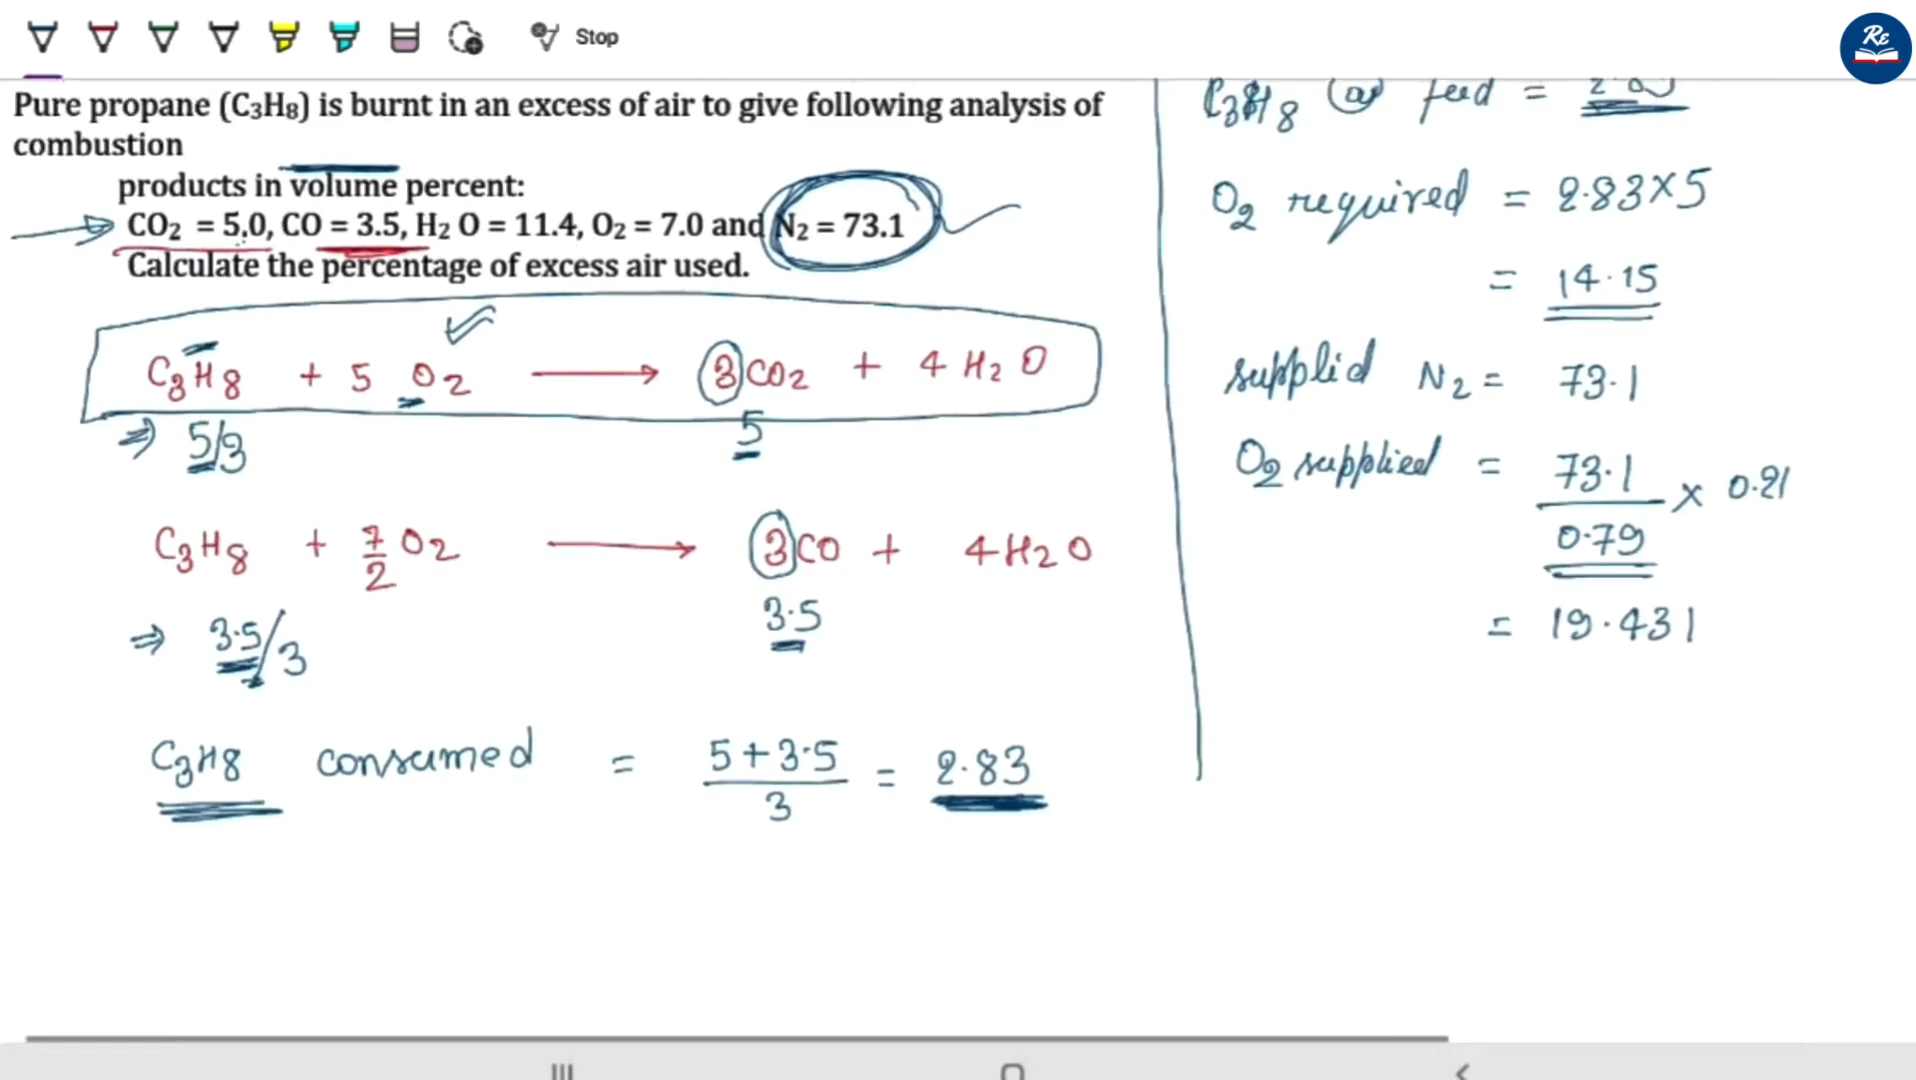 Stop
Re
Pure propane (C₃H₈) is burnt in an excess of air to give following analysis of
combustion
products in volume percent:
CO₂ = 5.0, CO = 3.5, H₂ O = 11.4, O₂ = 7.0 and N₂ = 73.1
Calculate the percentage of excess air used.
C₃H₈ + 5 O₂ ⟶ 3CO₂ + 4 H₂O
⇒ 5/3 5
C₃H₈ + 7/2 O₂ ⟶ 3CO + 4H₂O
⇒ 3.5/3 3.5
C₃H₈ consumed = (5+3.5)/3 = 2.83
C₃H₈ feed =
O₂ required = 2.83×5
= 14.15
supplied N₂ = 73.1
O₂ supplied = 73.1/0.79 × 0.21
= 19.431